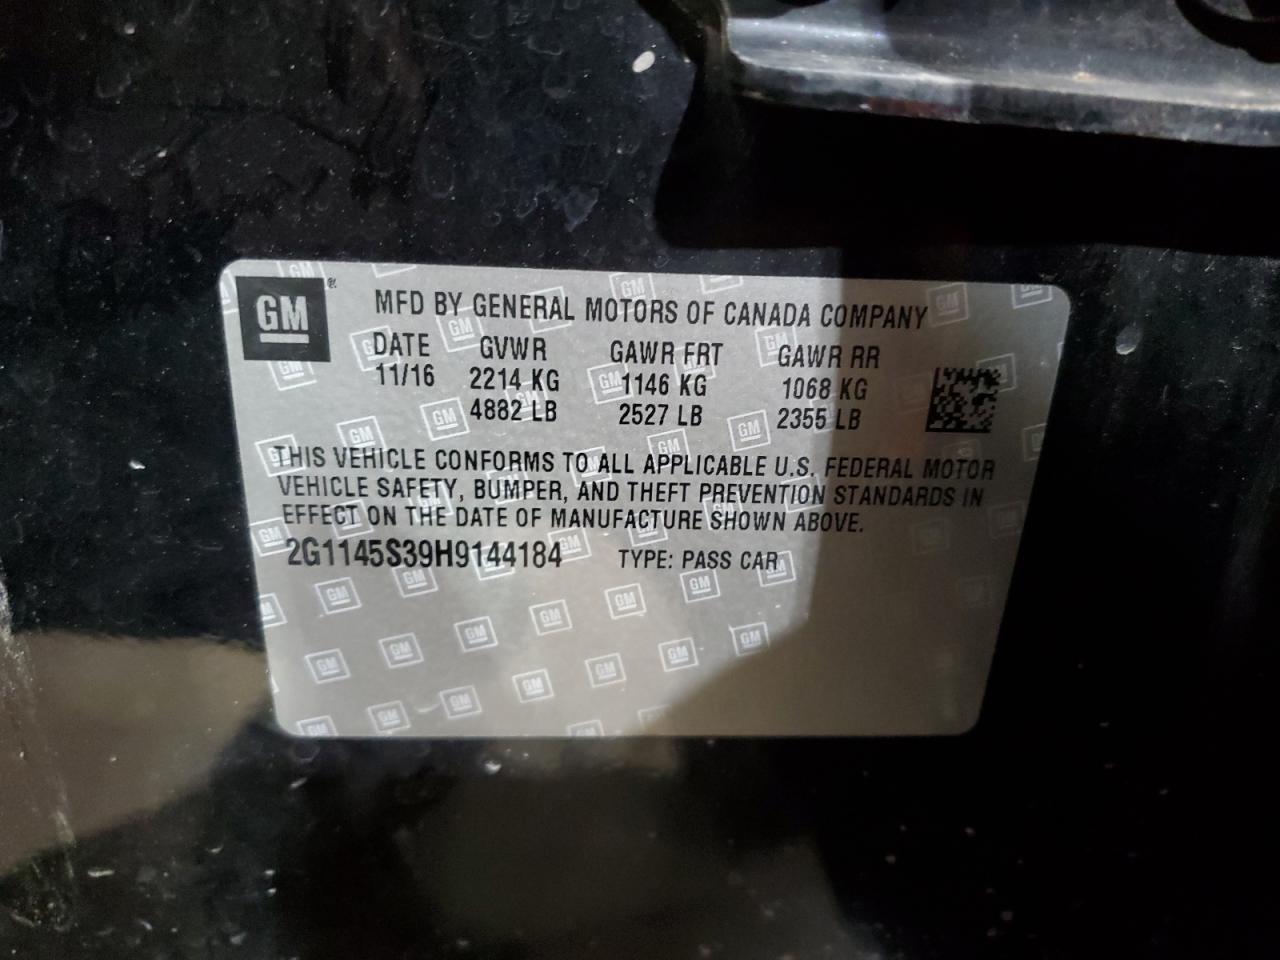 GM®
MFD BY GENERAL MOTORS OF CANADA COMPANY
DATE GVWR GAWR FRT GAWR RR
11/16 2214 KG 1146 KG 1068 KG
4882 LB 2527 LB 2355 LB
THIS VEHICLE CONFORMS TO ALL APPLICABLE U.S. FEDERAL MOTOR
VEHICLE SAFETY, BUMPER, AND THEFT PREVENTION STANDARDS IN
EFFECT ON THE DATE OF MANUFACTURE SHOWN ABOVE.
2G1145S39H9144184 TYPE: PASS CAR